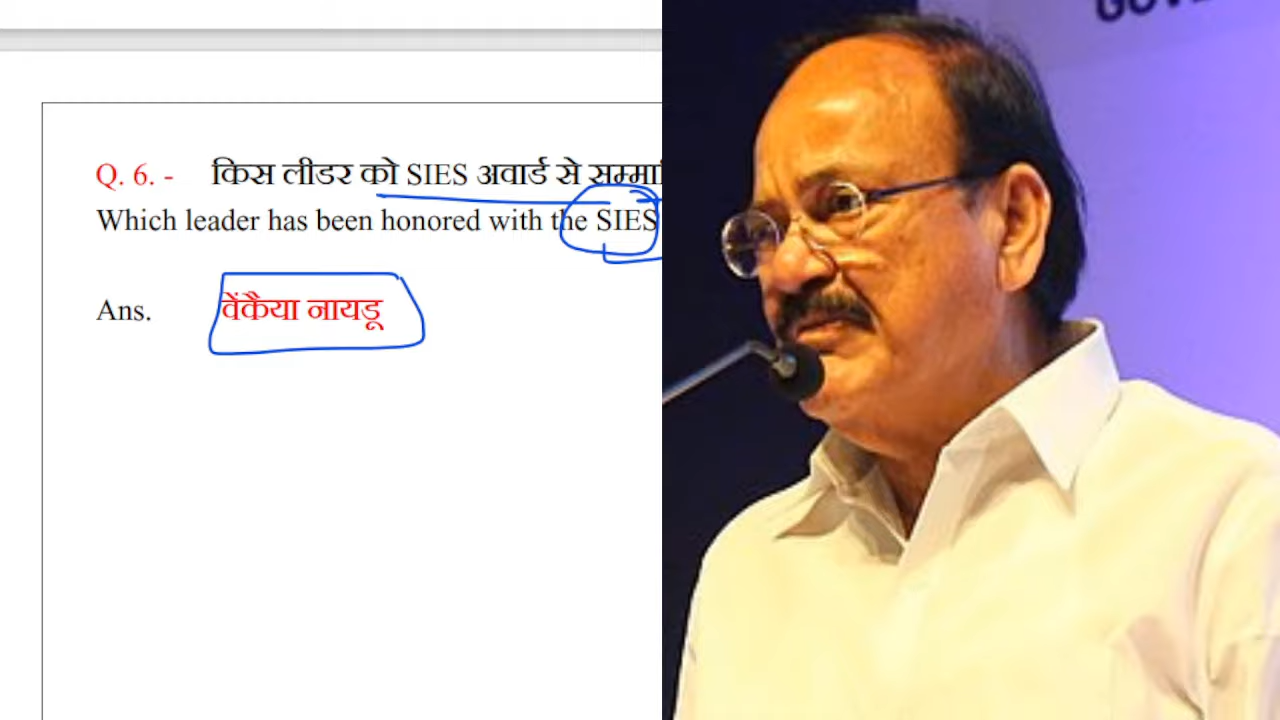 Q. 6. - किस लीडर को SIES अवार्ड से
Which leader has been honored with the SIES
Ans. वेंकैया नायडू